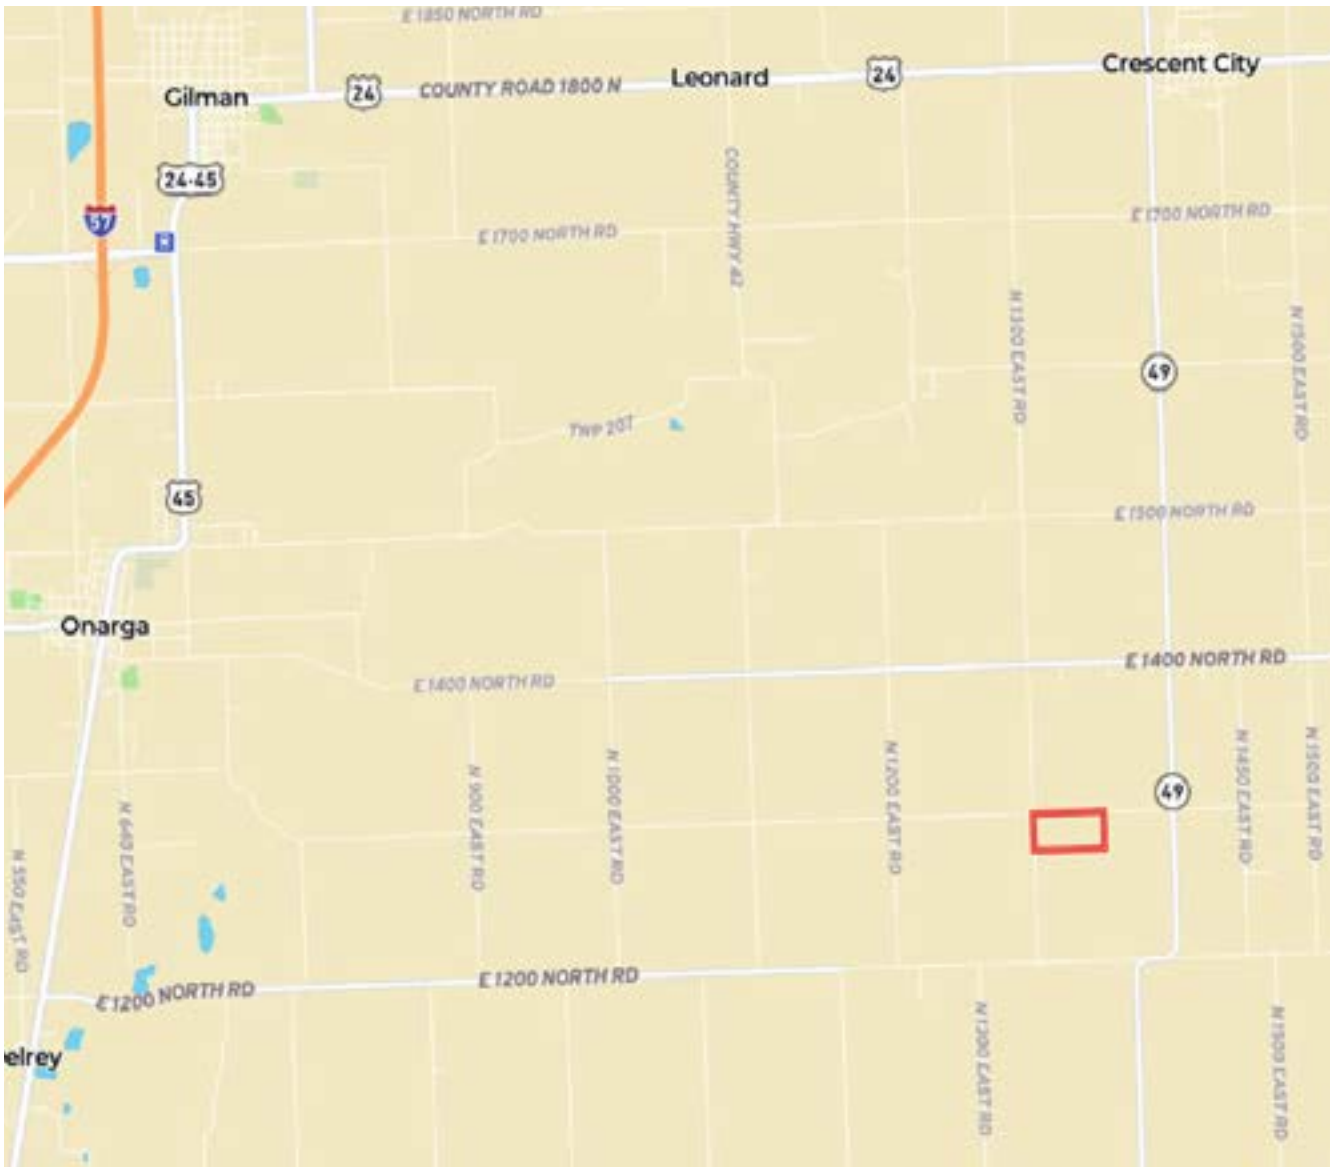 E 1850 NORTH RD
Gilman
24
COUNTY ROAD 1800 N
Leonard
24
Crescent City
24-45
57
COUNTY HWY 42
E 1700 NORTH RD
E 1700 NORTH RD
N 1300 EAST RD
N 1500 EAST RD
49
TWP 207
45
E 1500 NORTH RD
Onarga
E 1400 NORTH RD
E 1400 NORTH RD
N 900 EAST RD
N 1000 EAST RD
N 1200 EAST RD
49
N 1450 EAST RD
N 1500 EAST RD
N 640 EAST RD
N 550 EAST RD
E 1200 NORTH RD
E 1200 NORTH RD
N 1300 EAST RD
N 1500 EAST RD
elrey